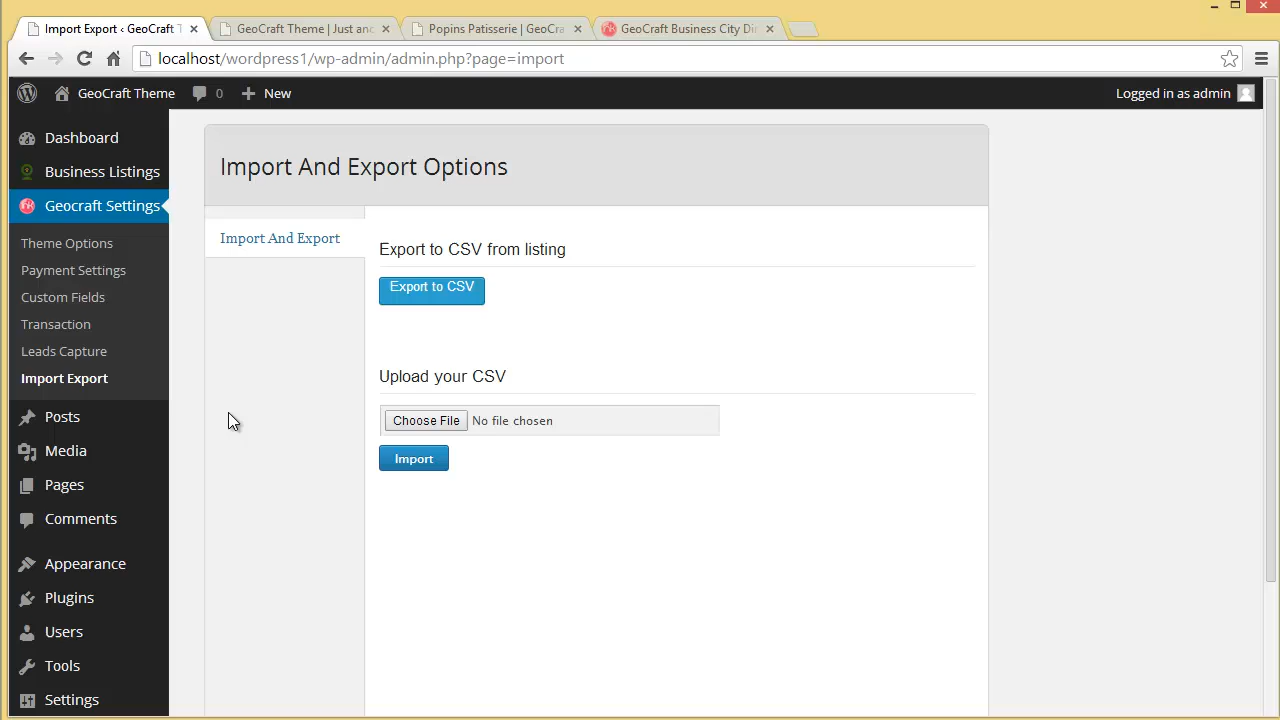 Import Export ‹ GeoCraft T
GeoCraft Theme | Just an
Popins Patisserie | GeoCra
GeoCraft Business City Di
localhost/wordpress1/wp-admin/admin.php?page=import
GeoCraft Theme
0
New
Logged in as admin
Dashboard
Business Listings
Geocraft Settings
Theme Options
Payment Settings
Custom Fields
Transaction
Leads Capture
Import Export
Posts
Media
Pages
Comments
Appearance
Plugins
Users
Tools
Settings
Import And Export Options
Import And Export
Export to CSV from listing
Export to CSV
Upload your CSV
Choose File No file chosen
Import